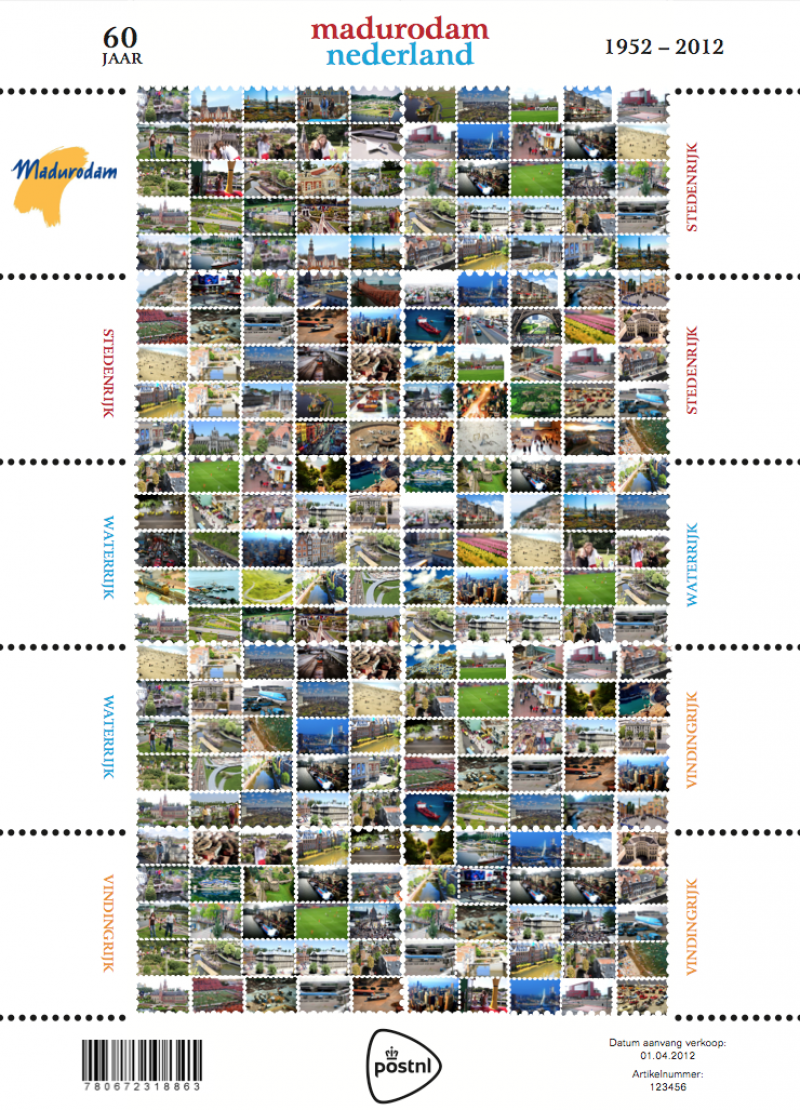 60
JAAR
madurodam
nederland
1952 – 2012
Madurodam
STEDENRIJK
STEDENRIJK
STEDENRIJK
WATERRIJK
WATERRIJK
WATERRIJK
VINDINGRIJK
VINDINGRIJK
VINDINGRIJK
7806723188863
postnl
Datum aanvang verkoop:
01.04.2012
Artikelnummer:
123456